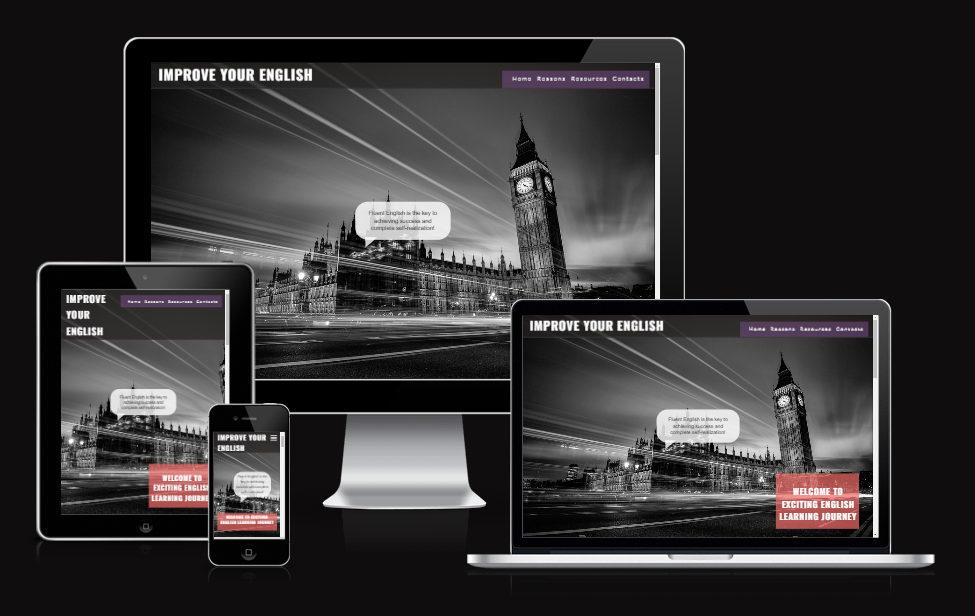 IMPROVE YOUR ENGLISH
Home Reasons Resources Contacts
Fluent English is the key to
achieving success and
complete self-realization!
IMPROVE
YOUR
ENGLISH
Home Reasons Resources Contacts
Fluent English is the key to
achieving success and
complete self-realization!
WELCOME TO
EXCITING ENGLISH
LEARNING JOURNE
IMPROVE YOUR
ENGLISH
Fluent English is the
key to achieving
success and complete
self-realization!
WELCOME TO EXCITING
ENGLISH LEARNING JOURNEY
IMPROVE YOUR ENGLISH
Home Reasons Resources Contacts
Fluent English is the key to
achieving success and
complete self-realization!
WELCOME TO
EXCITING ENGLISH
LEARNING JOURNEY